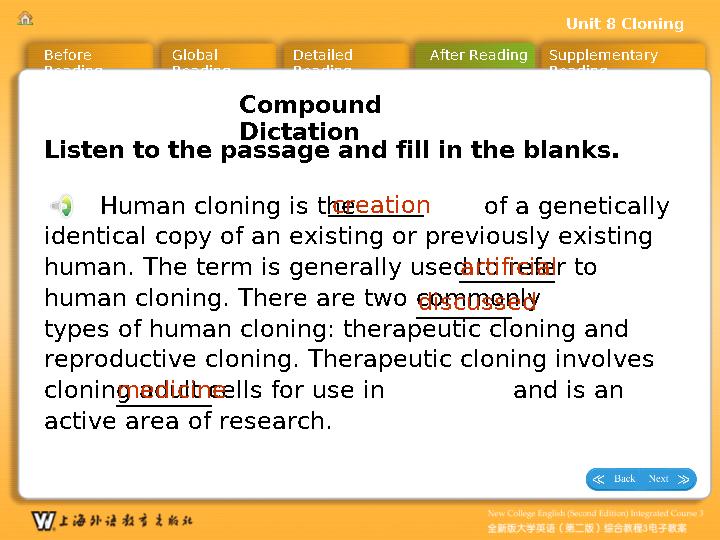 Unit 8 Cloning
Before Reading
Global Reading
Detailed Reading
After Reading
Supplementary Reading
Compound
Dictation
Listen to the passage and fill in the blanks.
Human cloning is the creation of a genetically
identical copy of an existing or previously existing
human. The term is generally used to refer to artificial
human cloning. There are two commonly discussed
types of human cloning: therapeutic cloning and
reproductive cloning. Therapeutic cloning involves
cloning adult cells for use in medicine and is an
active area of research.
Back Next
W 上海外语教育出版社
New College English (Second Edition) Integrated Course 3
全新版大学英语（第二版）综合教程3电子教案